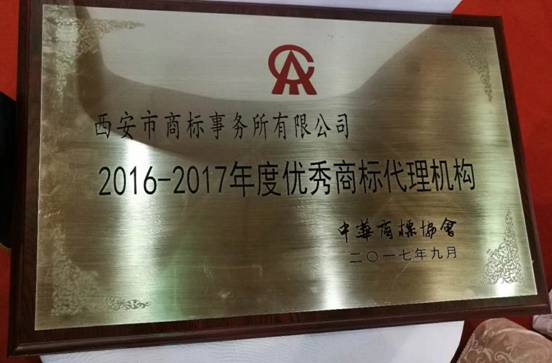 西安市商标事务所有限公司
2016-2017年度优秀商标代理机构
中華商標協會
二〇一七年九月